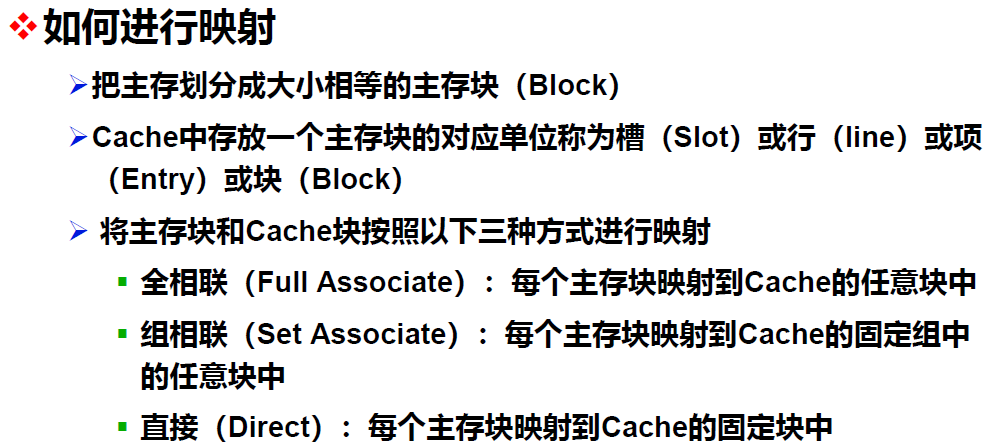 如何进行映射
把主存划分成大小相等的主存块（Block）
Cache中存放一个主存块的对应单位称为槽（Slot）或行（line）或项
（Entry）或块（Block）
将主存块和Cache块按照以下三种方式进行映射
全相联（Full Associate）：每个主存块映射到Cache的任意块中
组相联（Set Associate）：每个主存块映射到Cache的固定组中
的任意块中
直接（Direct）：每个主存块映射到Cache的固定块中